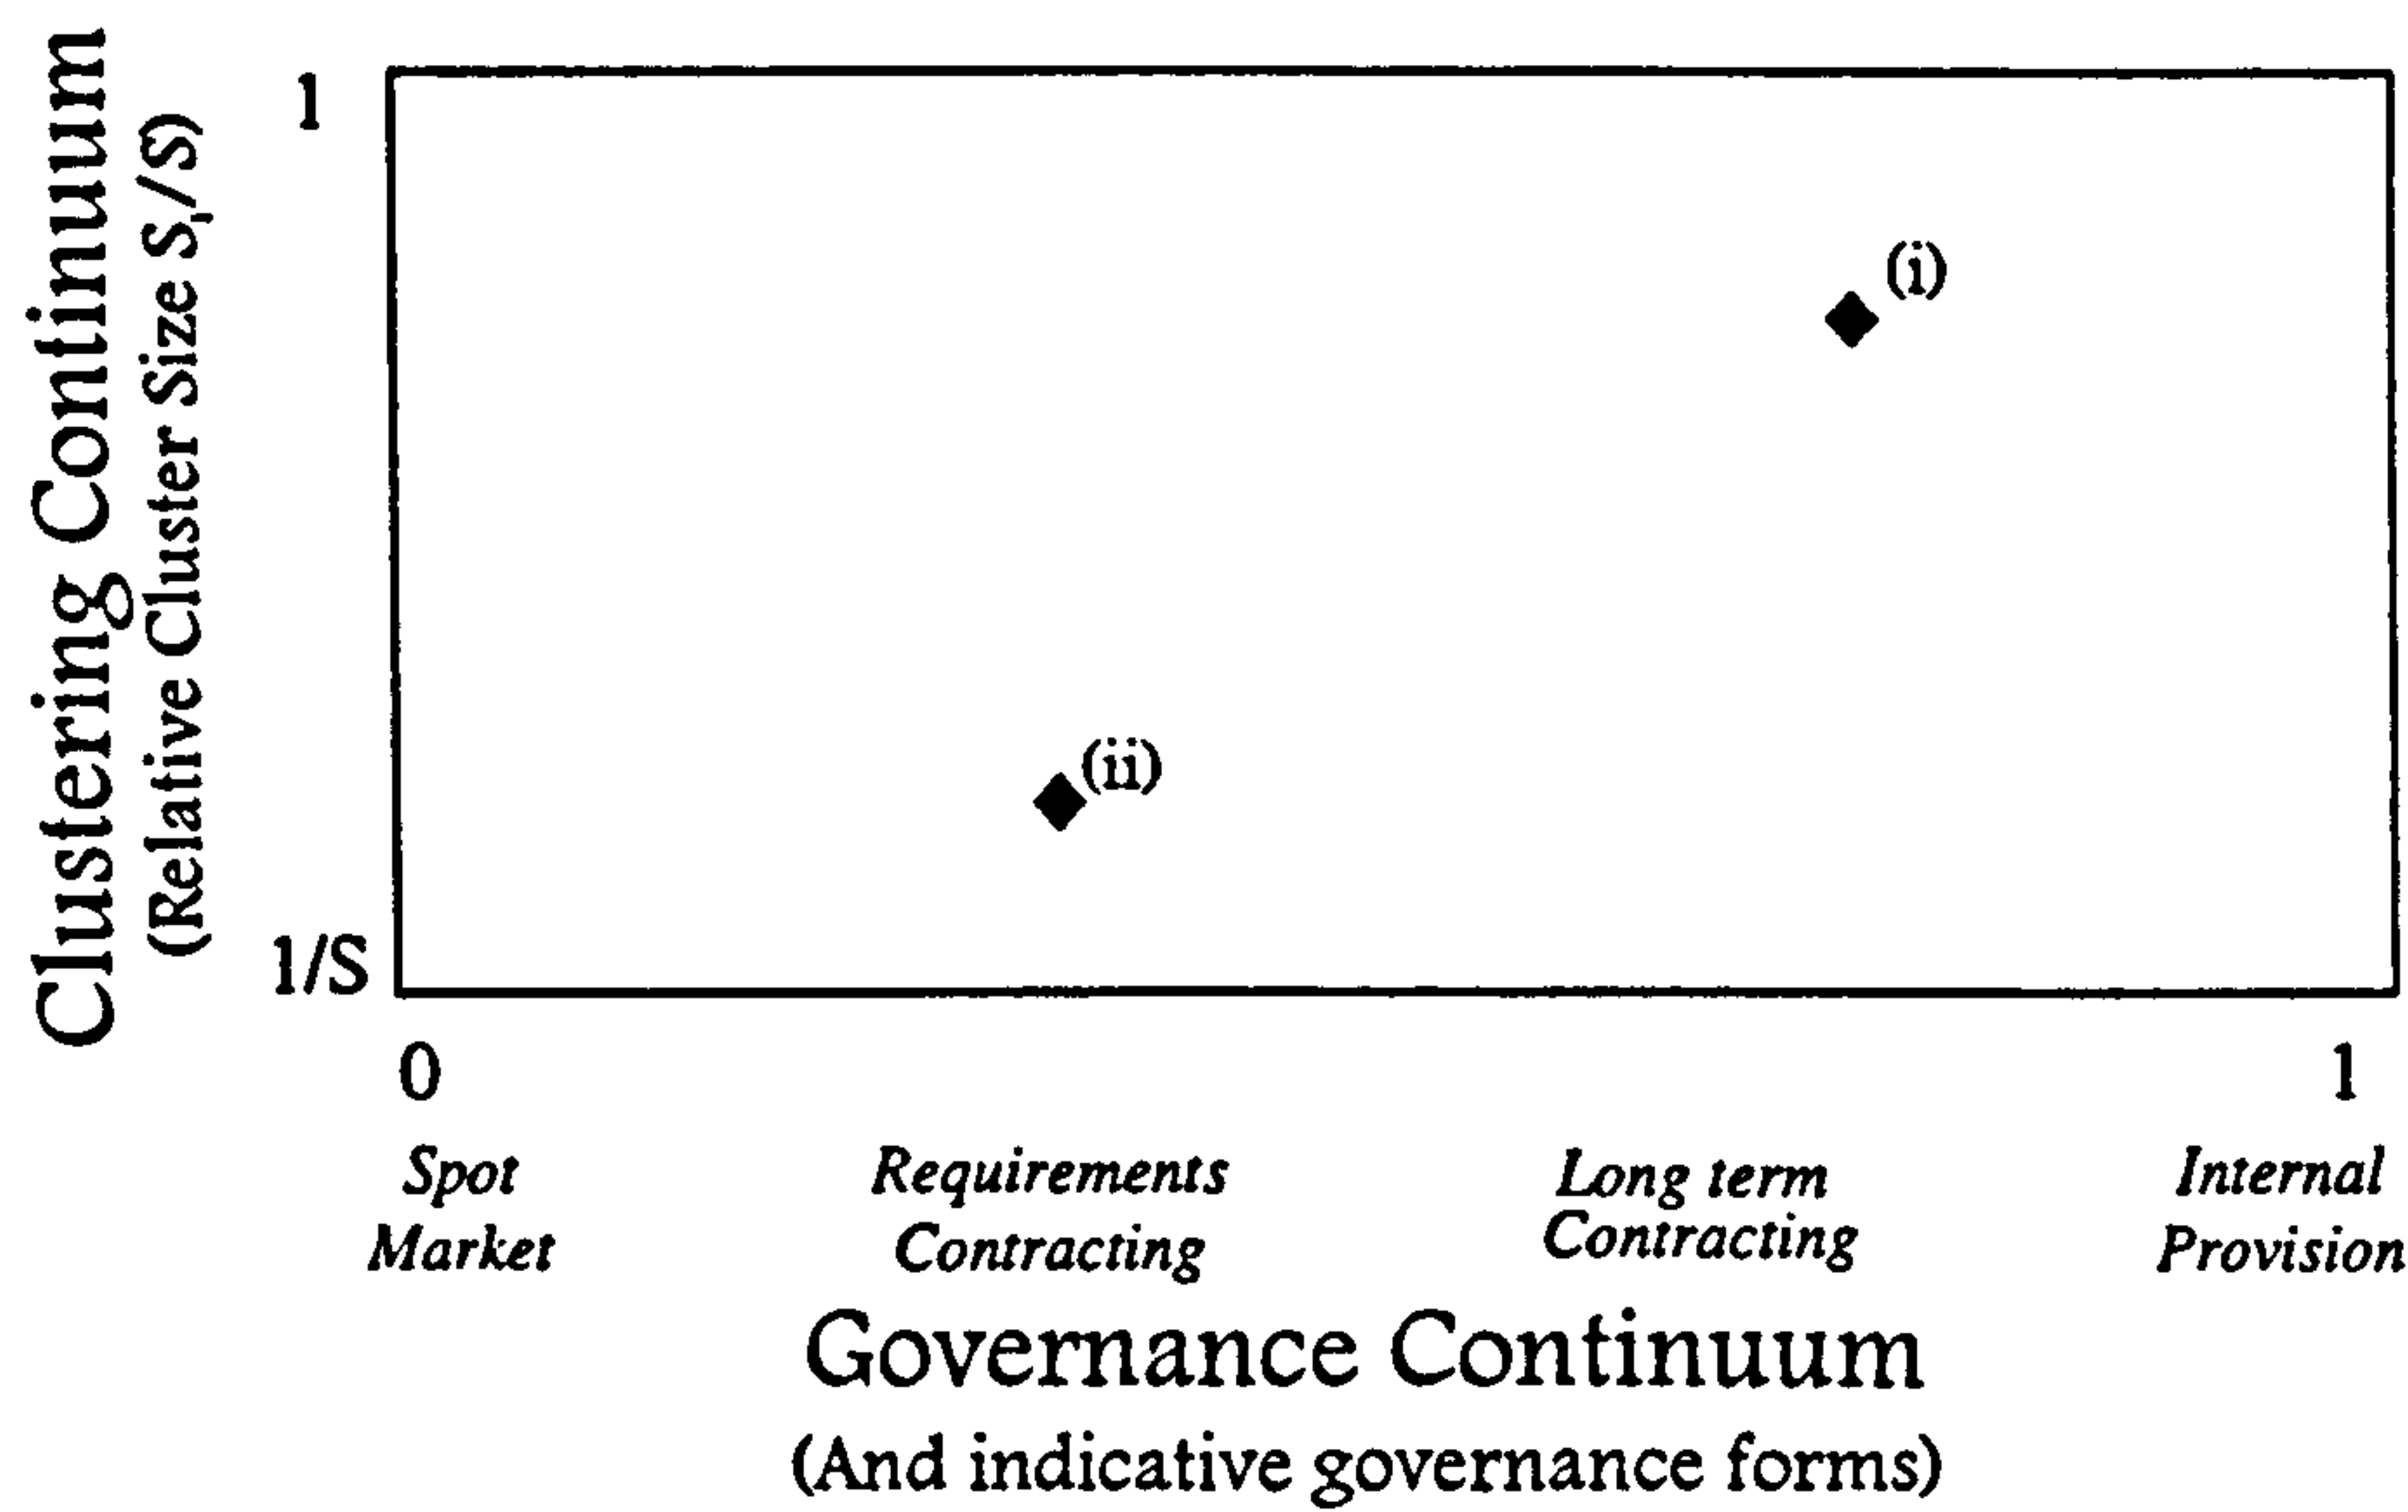 Clustering Continuum
(Relative Cluster Size Sᵢ/S)
1
(i)
(ii)
1/S
0
1
Spot
Market
Requirements
Contracting
Long term
Contracting
Internal
Provision
Governance Continuum
(And indicative governance forms)